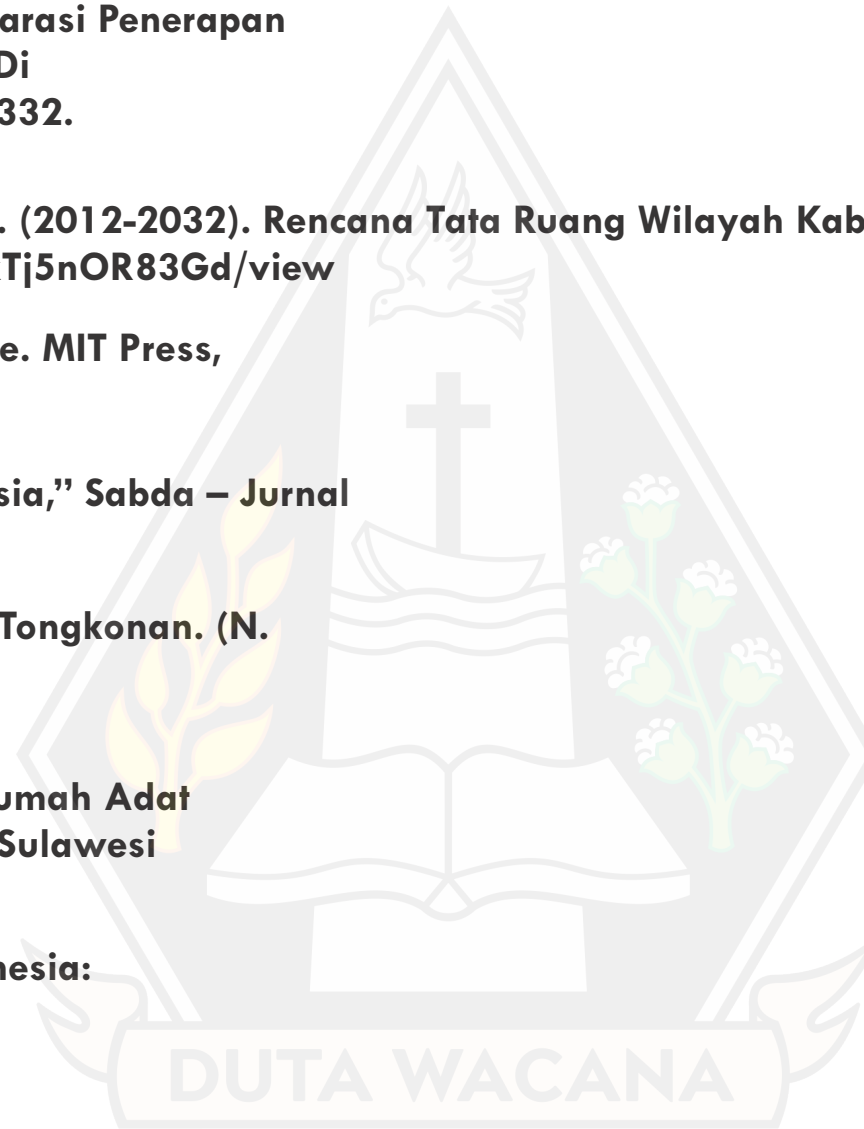 arasi Penerapan
Di
332.
. (2012-2032). Rencana Tata Ruang Wilayah Kab
Tj5nOR83Gd/view
e. MIT Press,
sia,” Sabda – Jurnal
Tongkonan. (N.
umah Adat
Sulawesi
nesia:
DUTA WACANA